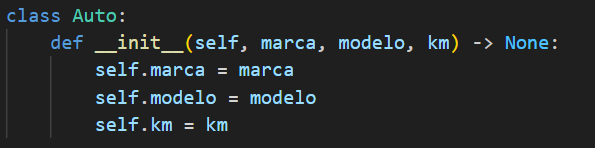 class Auto:
    def __init__(self, marca, modelo, km) -> None:
        self.marca = marca
        self.modelo = modelo
        self.km = km